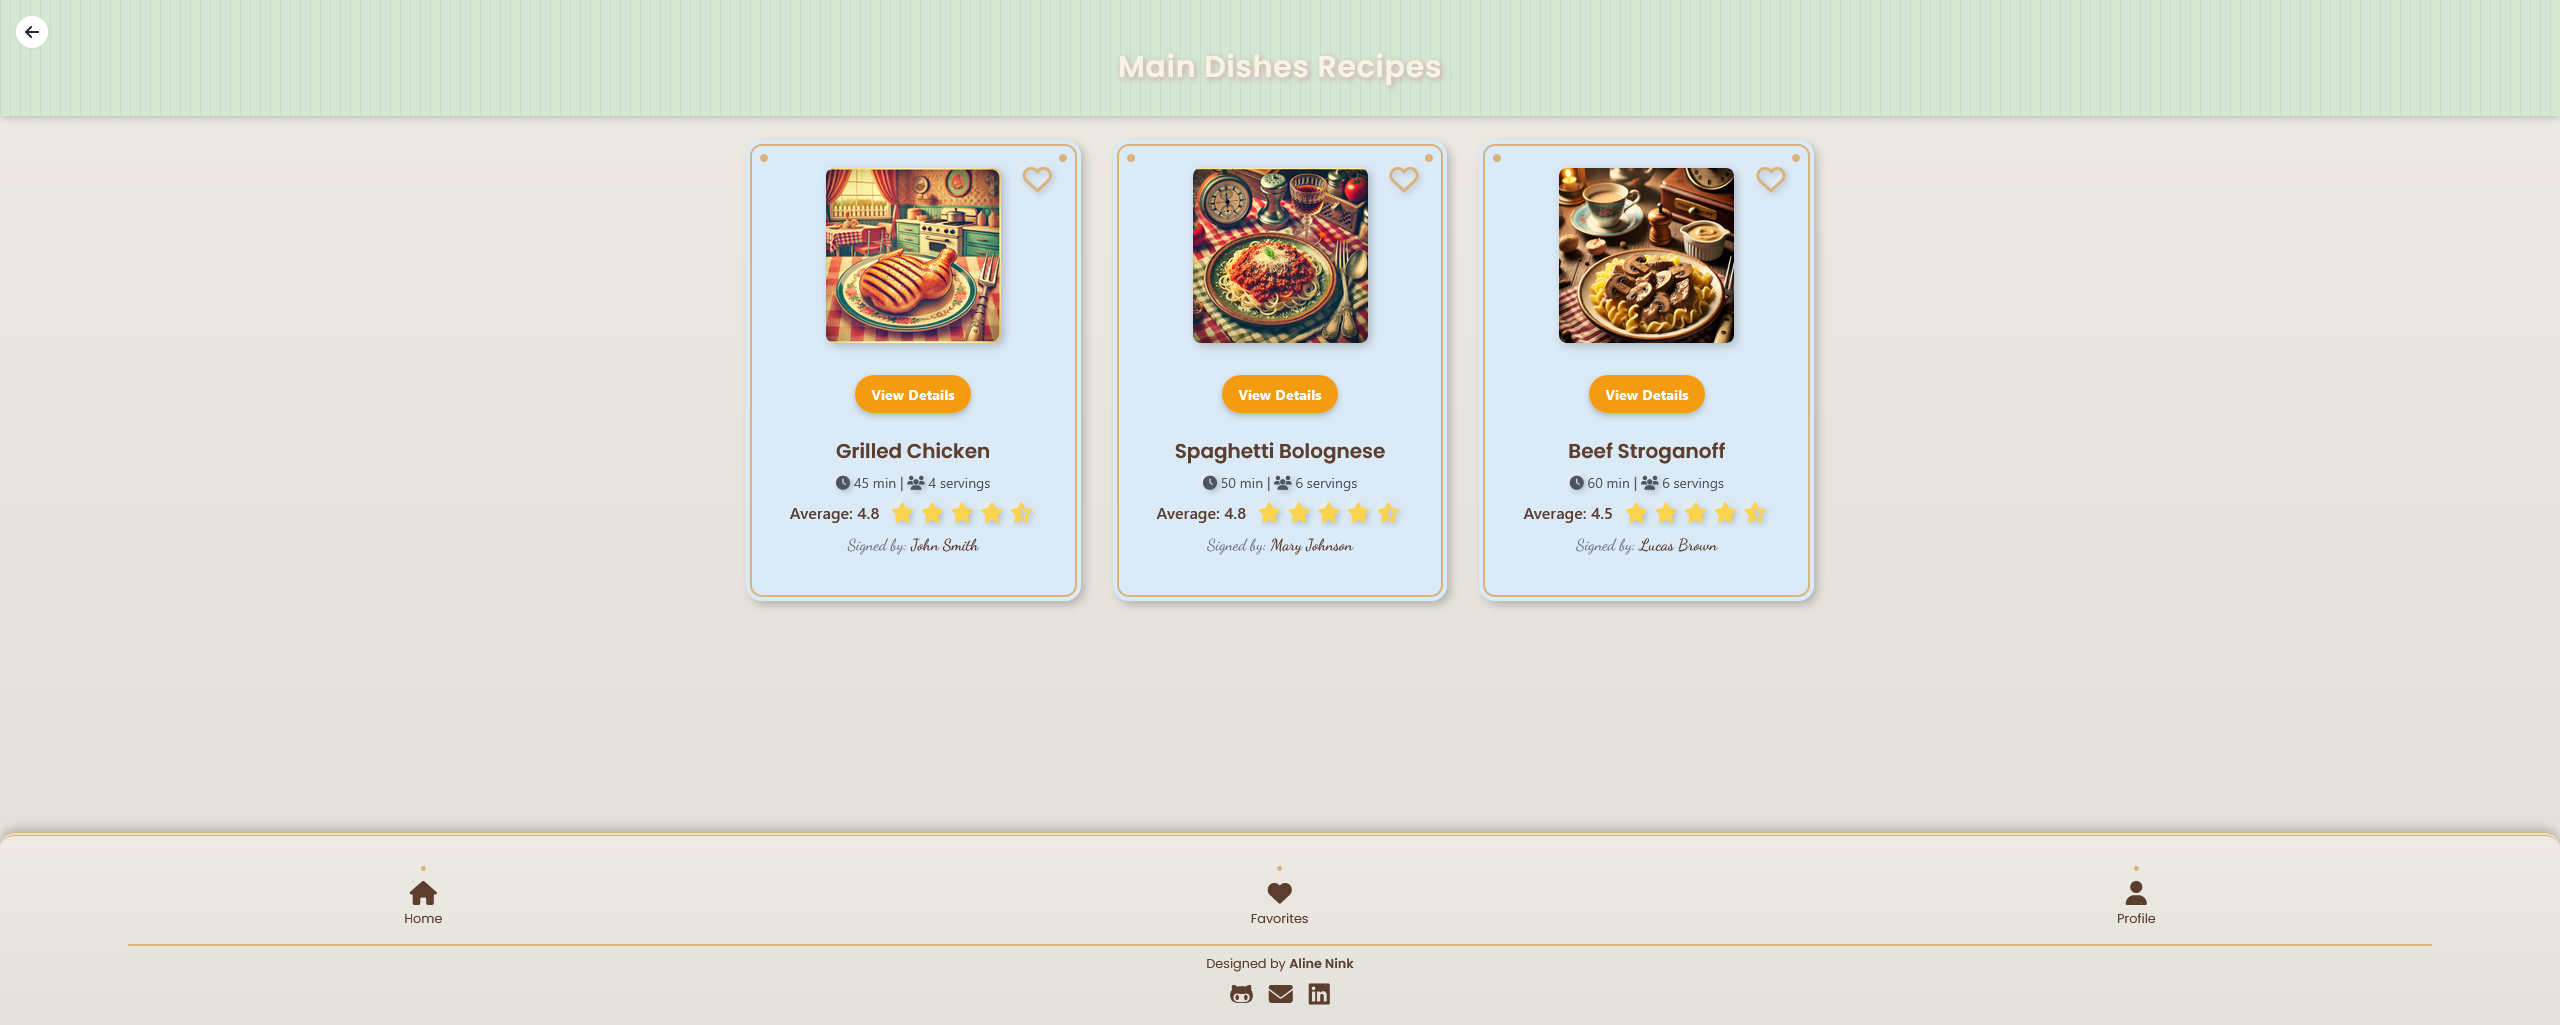 Main Dishes Recipes
View Details
Grilled Chicken
45 min | 4 servings
Average: 4.8
Signed by: John Smith
View Details
Spaghetti Bolognese
50 min | 6 servings
Average: 4.8
Signed by: Mary Johnson
View Details
Beef Stroganoff
60 min | 6 servings
Average: 4.5
Signed by: Lucas Brown
Home
Favorites
Profile
Designed by Aline Nink
in